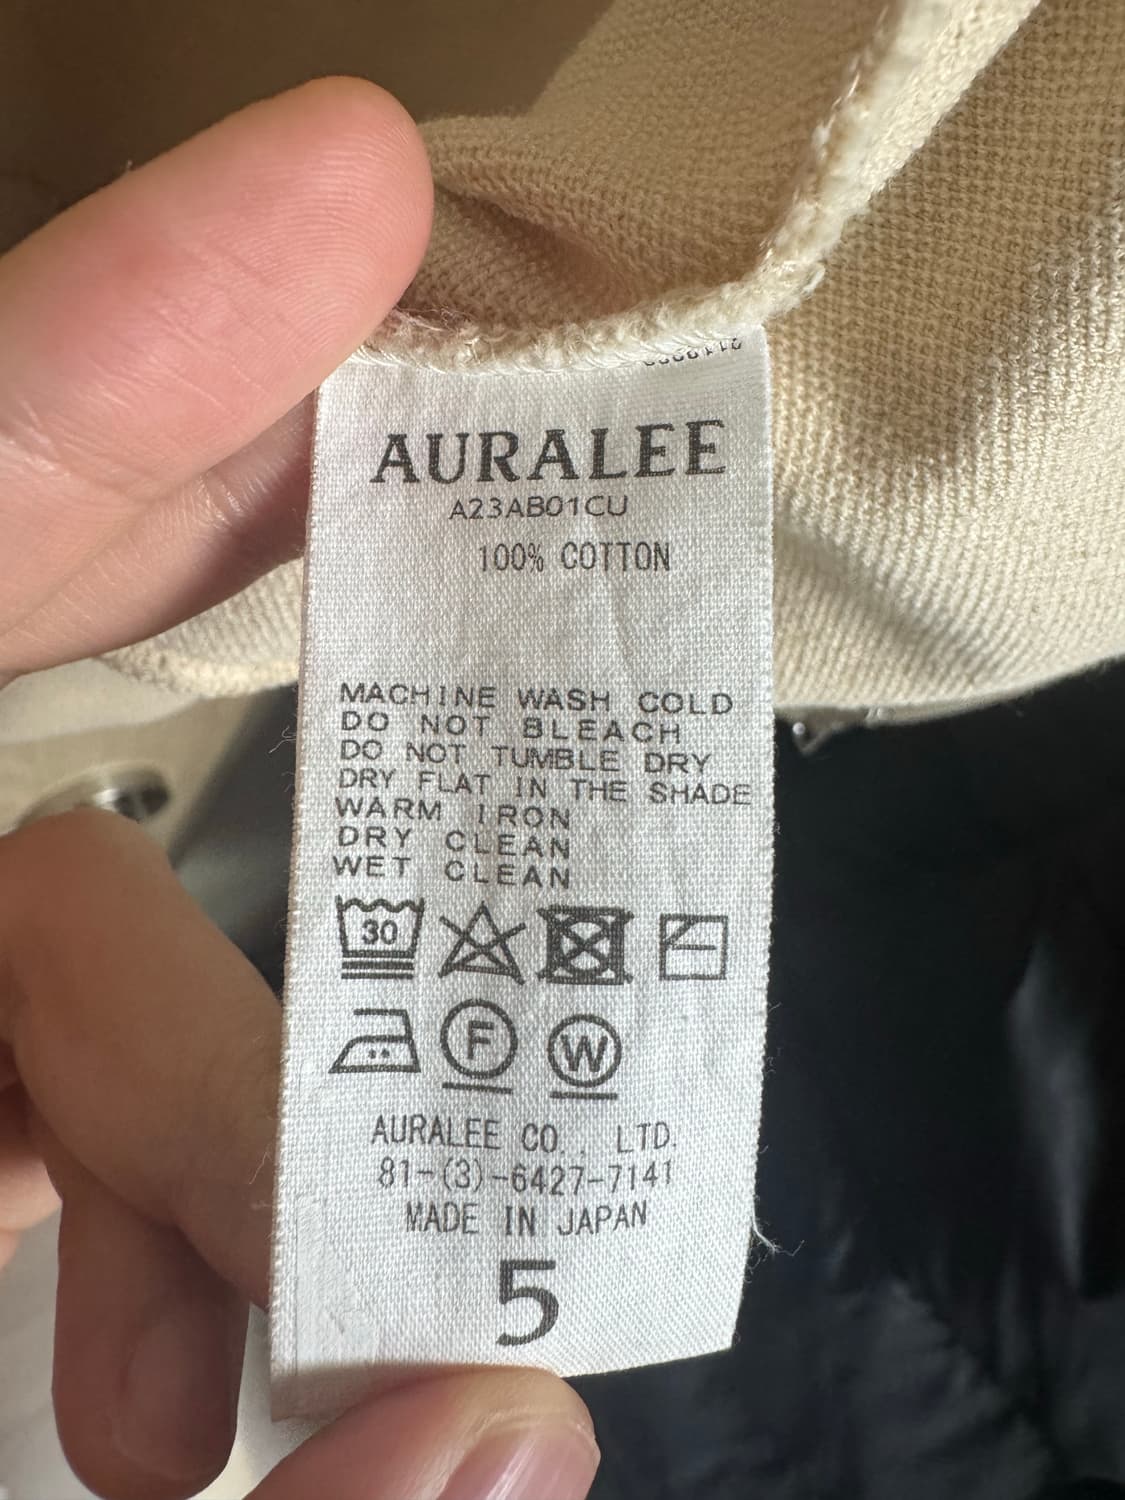 AURALEE
A23AB01CU
100% COTTON
MACHINE WASH COLD
DO NOT BLEACH
DO NOT TUMBLE DRY
DRY FLAT IN THE SHADE
WARM IRON
DRY CLEAN
WET CLEAN
30
F
W
AURALEE CO., LTD.
81-(3)-6427-7141
MADE IN JAPAN
5